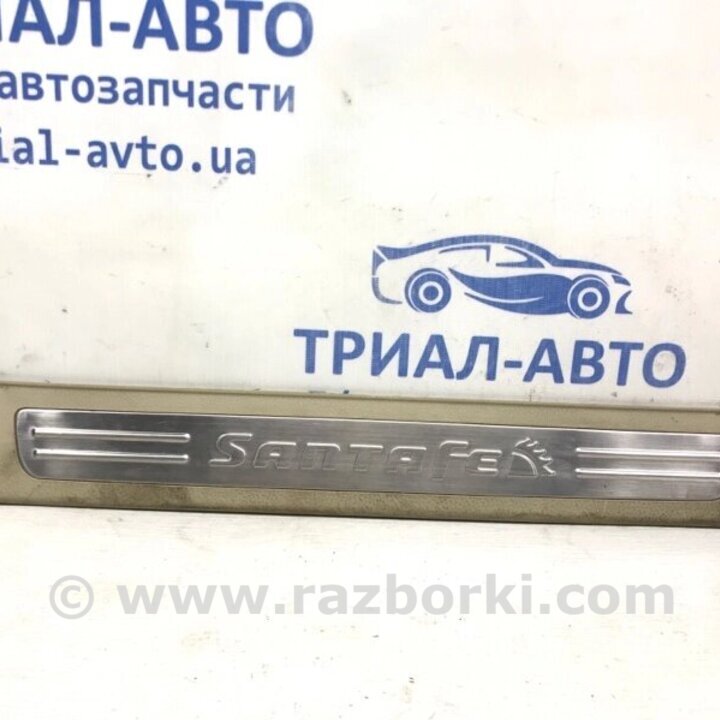 ИАЛ-АВТО
автозапчасти
ial-avto.ua
ТРИАЛ-АВТО
SANTAFE
© www.razborki.com